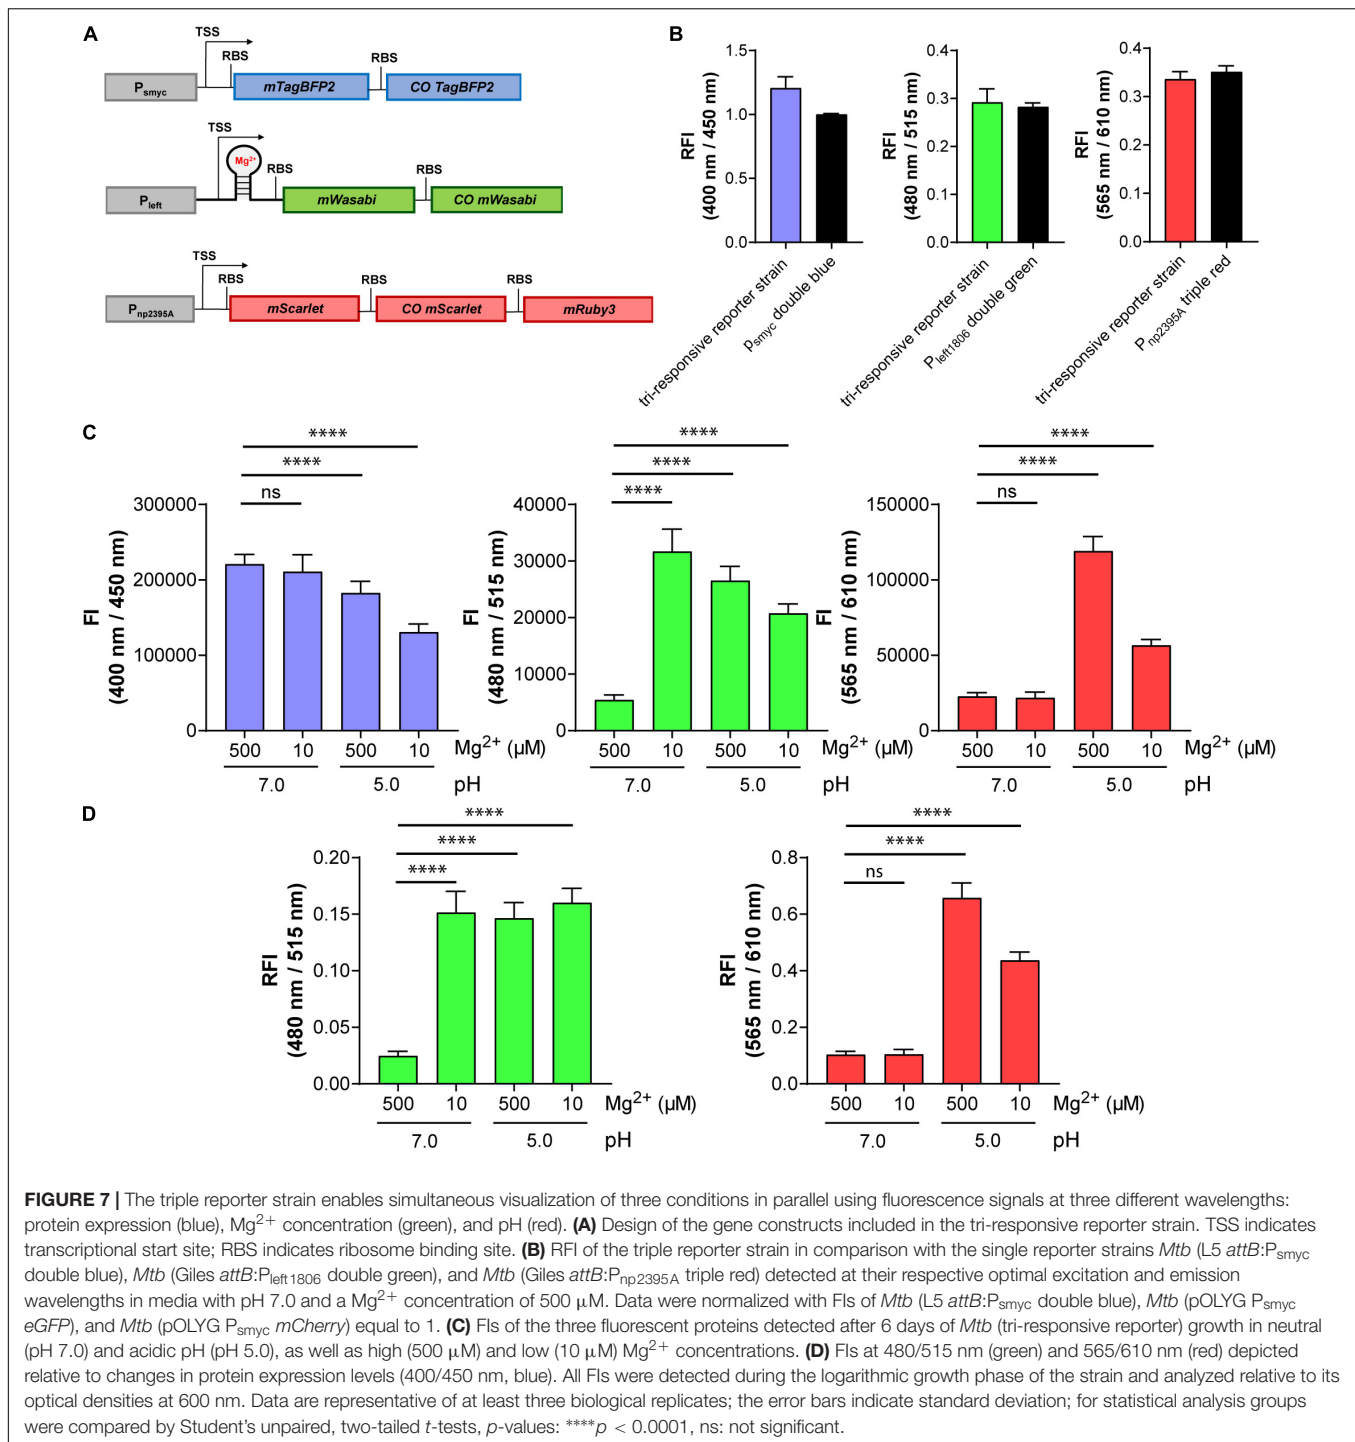 A
TSS
RBS
RBS
P_smyc
mTagBFP2
CO TagBFP2
TSS
Mg2+
RBS
RBS
P_left
mWasabi
CO mWasabi
TSS
RBS
RBS
RBS
P_np2395A
mScarlet
CO mScarlet
mRuby3
B
RFI
(400 nm / 450 nm)
1.5
1.0
0.5
0.0
tri-responsive reporter strain
p_smyc double blue
RFI
(480 nm / 515 nm)
0.4
0.3
0.2
0.1
0.0
tri-responsive reporter strain
P_left1806 double green
RFI
(565 nm / 610 nm)
0.4
0.3
0.2
0.1
0.0
tri-responsive reporter strain
P_np2395A triple red
C
****
****
ns
FI
(400 nm / 450 nm)
300000
200000
100000
0
500 10 500 10 Mg2+ (µM)
7.0 5.0 pH
****
****
****
FI
(480 nm / 515 nm)
40000
30000
20000
10000
0
500 10 500 10 Mg2+ (µM)
7.0 5.0 pH
****
****
ns
FI
(565 nm / 610 nm)
150000
100000
50000
0
500 10 500 10 Mg2+ (µM)
7.0 5.0 pH
D
****
****
****
RFI
(480 nm / 515 nm)
0.20
0.15
0.10
0.05
0.00
500 10 500 10 Mg2+ (µM)
7.0 5.0 pH
****
****
ns
RFI
(565 nm / 610 nm)
0.8
0.6
0.4
0.2
0.0
500 10 500 10 Mg2+ (µM)
7.0 5.0 pH
FIGURE 7 | The triple reporter strain enables simultaneous visualization of three conditions in parallel using fluorescence signals at three different wavelengths:
protein expression (blue), Mg2+ concentration (green), and pH (red). (A) Design of the gene constructs included in the tri-responsive reporter strain. TSS indicates
transcriptional start site; RBS indicates ribosome binding site. (B) RFI of the triple reporter strain in comparison with the single reporter strains Mtb (L5 attB:P_smyc
double blue), Mtb (Giles attB:P_left1806 double green), and Mtb (Giles attB:P_np2395A triple red) detected at their respective optimal excitation and emission
wavelengths in media with pH 7.0 and a Mg2+ concentration of 500 µM. Data were normalized with FIs of Mtb (L5 attB:P_smyc double blue), Mtb (pOLYG P_smyc
eGFP), and Mtb (pOLYG P_smyc mCherry) equal to 1. (C) FIs of the three fluorescent proteins detected after 6 days of Mtb (tri-responsive reporter) growth in neutral
(pH 7.0) and acidic pH (pH 5.0), as well as high (500 µM) and low (10 µM) Mg2+ concentrations. (D) FIs at 480/515 nm (green) and 565/610 nm (red) depicted
relative to changes in protein expression levels (400/450 nm, blue). All FIs were detected during the logarithmic growth phase of the strain and analyzed relative to its
optical densities at 600 nm. Data are representative of at least three biological replicates; the error bars indicate standard deviation; for statistical analysis groups
were compared by Student's unpaired, two-tailed t-tests, p-values: ****p < 0.0001, ns: not significant.